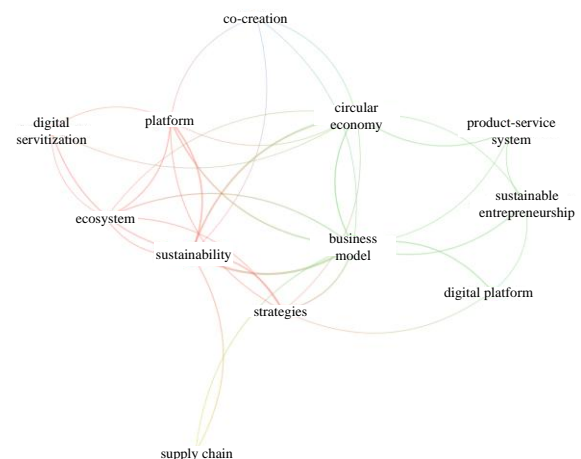 co-creation
circular
economy
platform
digital
servitization
product-service
system
sustainable
entrepreneurship
ecosystem
business
model
sustainability
digital platform
strategies
supply chain